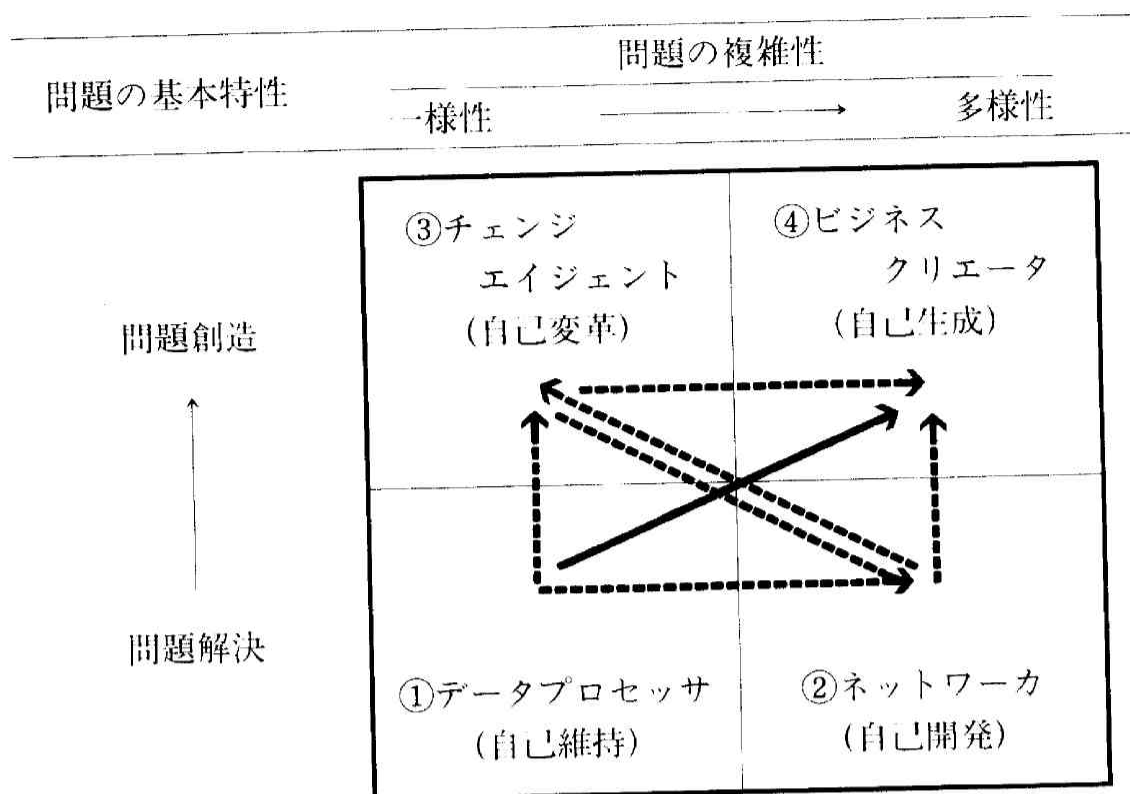 問題の複雑性
問題の基本特性
一様性
多様性
③チェンジ
エイジェント
(自己変革)
④ビジネス
クリエータ
(自己生成)
問題創造
問題解決
①データプロセッサ
(自己維持)
②ネットワーカ
(自己開発)